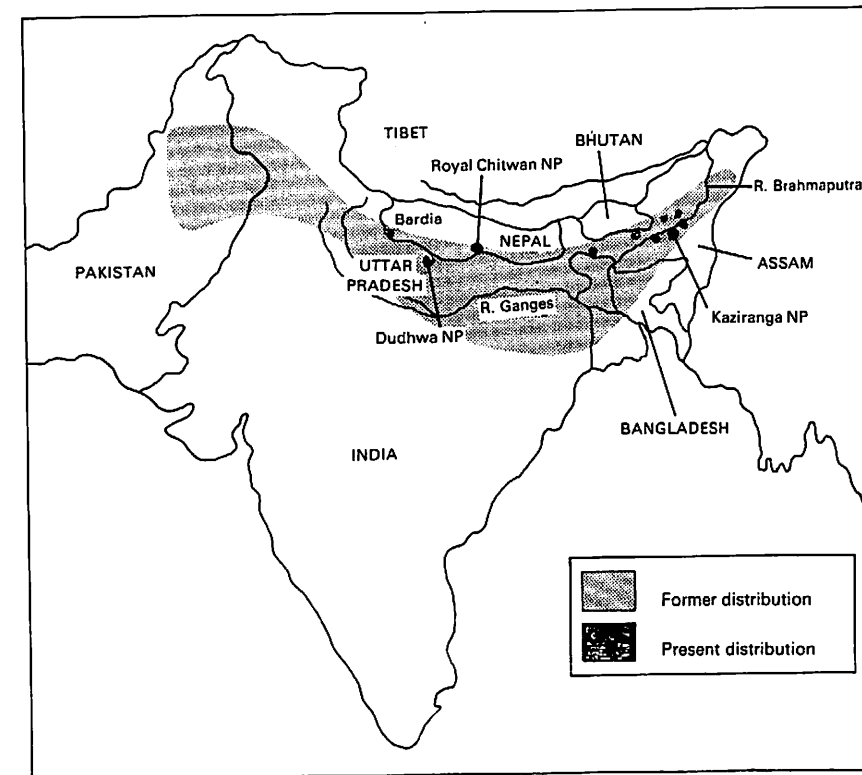 TIBET
BHUTAN
Royal Chitwan NP
R. Brahmaputra
Bardia
NEPAL
PAKISTAN
UTTAR
PRADESH
ASSAM
R. Ganges
Kaziranga NP
Dudhwa NP
BANGLADESH
INDIA
Former distribution
Present distribution